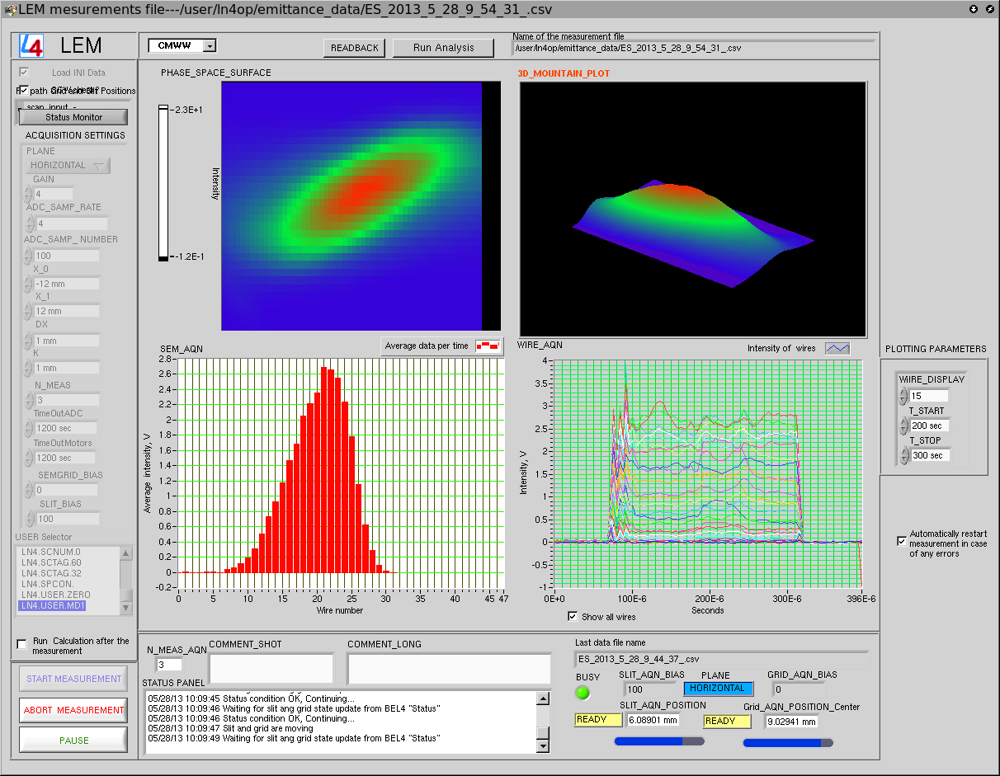 LEM mesurements file---/user/ln4op/emittance_data/ES_2013_5_28_9_54_31_.csv
L4 LEM
CMWW
READBACK
Run Analysis
Name of the measurement file
/user/ln4op/emittance_data/ES_2013_5_28_9_54_31_.csv
Load INI Data
path Grid and Slit Positions
scan_input_-
Status Monitor
ACQUISITION SETTINGS
PLANE
HORIZONTAL
GAIN
4
ADC_SAMP_RATE
4
ADC_SAMP_ NUMBER
100
X_0
-12 mm
X_1
12 mm
DX
1 mm
K
1 mm
N_MEAS
3
TimeOutADC
1200 sec
TimeOutMotors
1200 sec
SEMGRID_BIAS
0
SLIT_BIAS
100
USER Selector
LN4.SCNUM.0
LN4.SCTAG.60
LN4.SCTAG.32
LN4.SPCON.
LN4.USER.ZERO
LN4.USER.MD1
Run Calculation after the
measurement
START MEASUREMENT
ABORT MEASUREMENT
PAUSE
PHASE_SPACE_SURFACE
-2.3E+1
Intensity
-1.2E-1
3D_MOUNTAIN_PLOT
SEM_AQN
Average data per time
2.8
2.6
2.4
2.2
2
1.8
1.6
1.4
1.2
1
0.8
0.6
0.4
0.2
0
-0.2
Average intensity, V
0 5 10 15 20 25 30 35 40 45 47
Wire number
WIRE_AQN
Intensity of wires
4
3.5
3
2.5
2
1.5
1
0.5
0
-0.5
-1
Intensity, V
0E+0 100E-6 200E-6 300E-6 396E-6
Seconds
Show all wires
PLOTTING PARAMETERS
WIRE_DISPLAY
15
T_START
200 sec
T_STOP
300 sec
Automatically restart
measurement in case
of any errors
N_MEAS_AQN
3
COMMENT_SHOT
COMMENT_LONG
STATUS PANEL
05/28/13 10:09:45 Status condition OK, Continuing...
05/28/13 10:09:46 Waiting for slit ang grid state update from BEL4 "Status"
05/28/13 10:09:46 Status condition OK, Continuing...
05/28/13 10:09:47 Slit and grid are moving
05/28/13 10:09:49 Waiting for slit ang grid state update from BEL4 "Status"
Last data file name
ES_2013_5_28_9_44_37_.csv
BUSY
SLIT_AQN_BIAS
100
PLANE
HORIZONTAL
GRID_AQN_BIAS
0
SLIT_AQN_POSITION
READY
6.08901 mm
Grid_AQN_POSITION_Center
READY
9.02941 mm